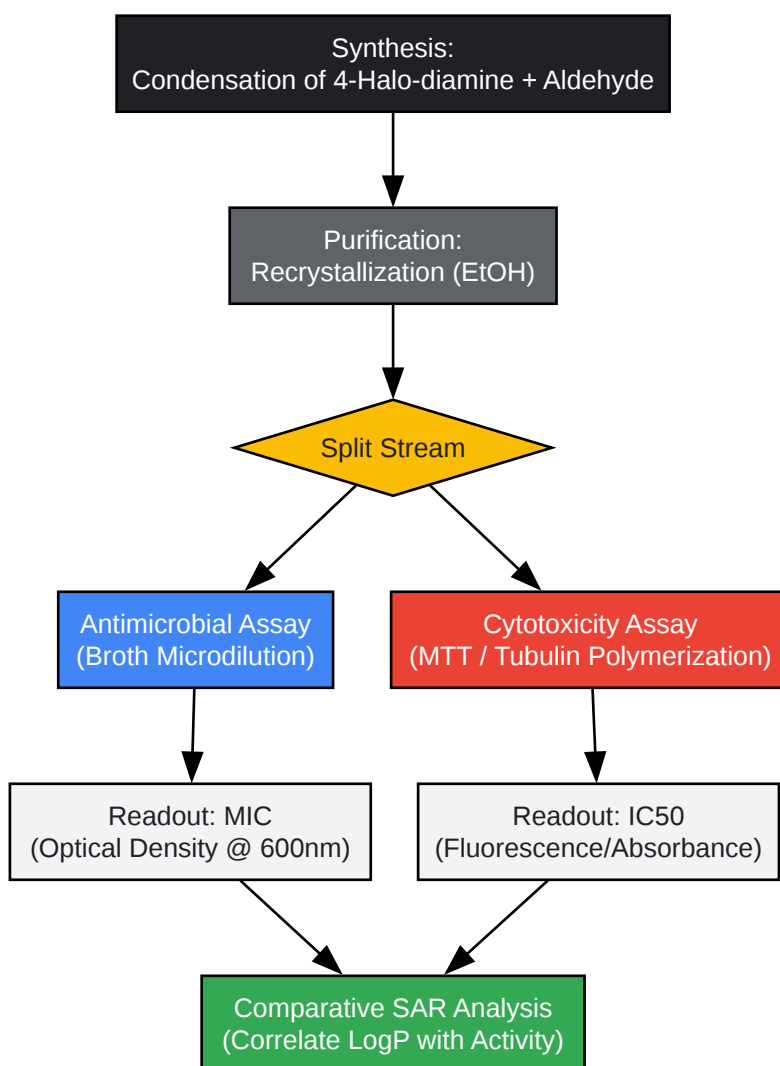 Synthesis:
Condensation of 4-Halo-diamine + Aldehyde
Purification:
Recrystallization (EtOH)
Split Stream
Antimicrobial Assay
(Broth Microdilution)
Cytotoxicity Assay
(MTT / Tubulin Polymerization)
Readout: MIC
(Optical Density @ 600nm)
Readout: IC50
(Fluorescence/Absorbance)
Comparative SAR Analysis
(Correlate LogP with Activity)